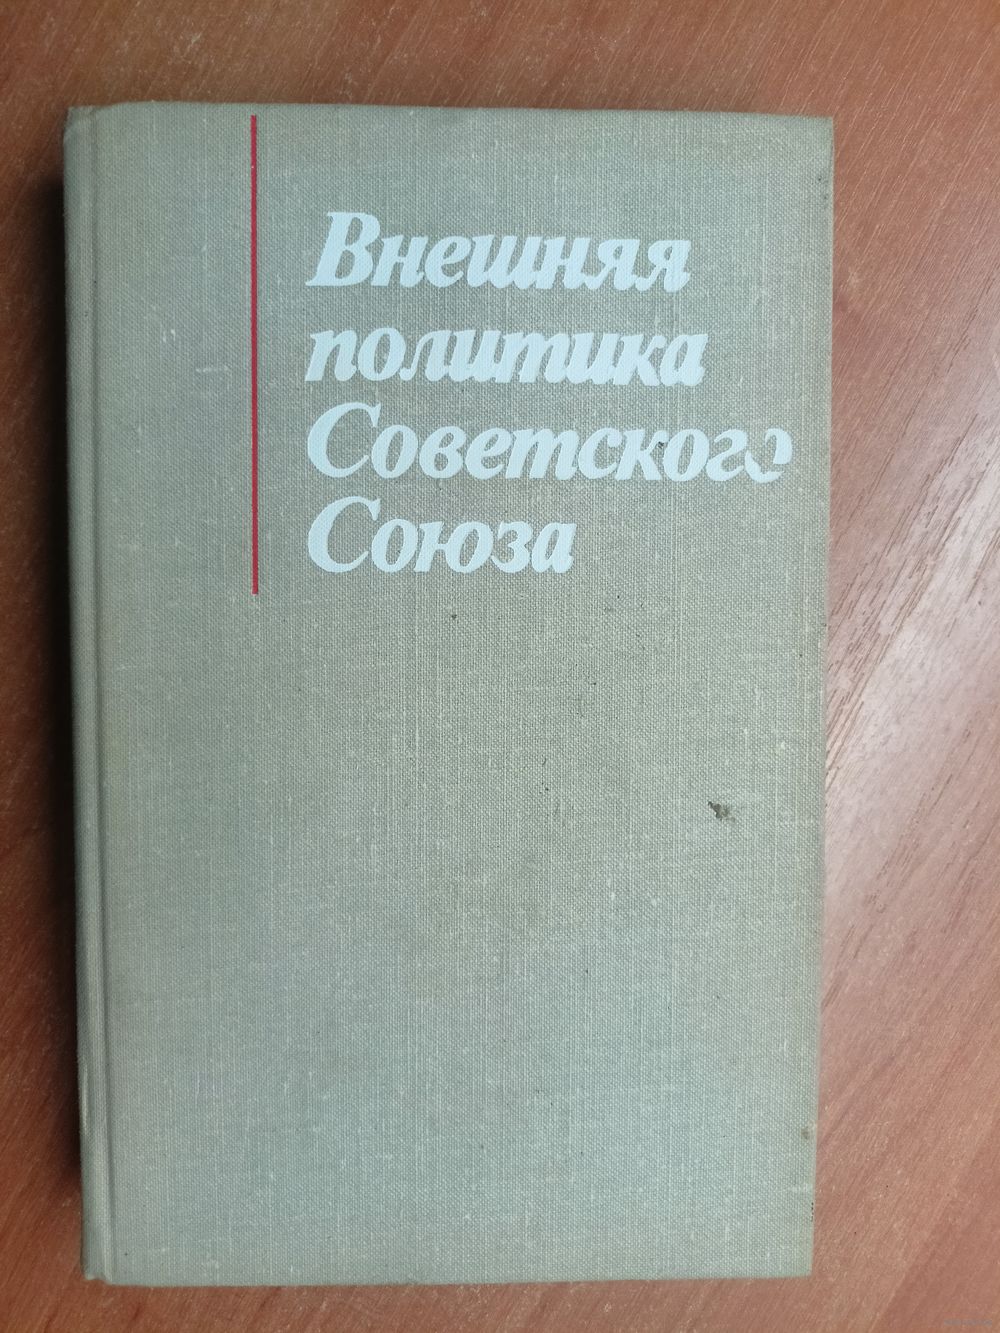 Внешняя
политика
Советского
Союза